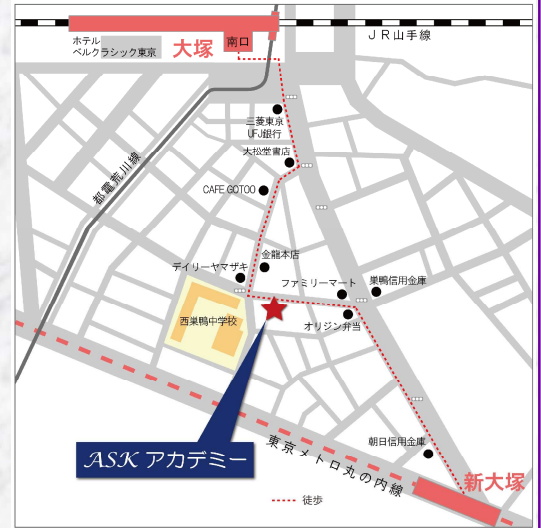 JR山手線
ホテル
ベルクラシック東京
大塚
南口
三菱東京
UFJ銀行
大松堂書店
都電荒川線
CAFE GOTOO
金龍本店
デイリーヤマザキ
ファミリーマート
巣鴨信用金庫
西巣鴨中学校
オリジン弁当
ASK アカデミー
東京メトロ丸の内線
朝日信用金庫
新大塚
徒歩